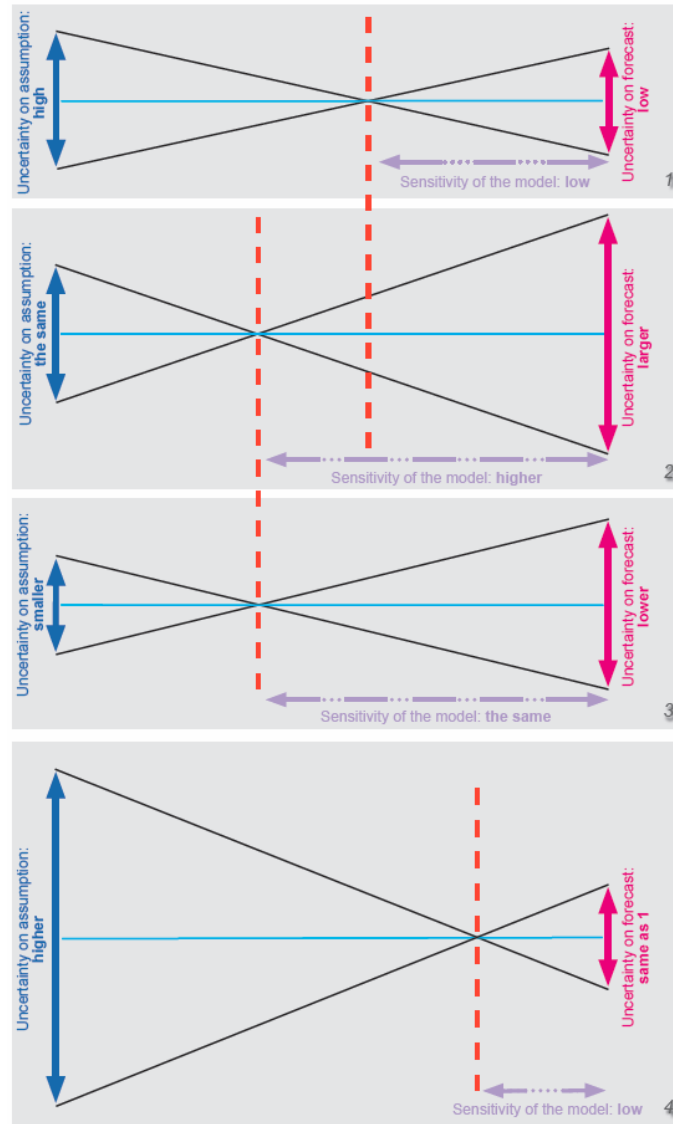 Uncertainty on assumption:
high
Uncertainty on forecast:
low
Sensitivity of the model: low
1
Uncertainty on assumption:
the same
Uncertainty on forecast:
larger
Sensitivity of the model: higher
2
Uncertainty on assumption:
smaller
Uncertainty on forecast:
lower
Sensitivity of the model: the same
3
Uncertainty on assumption:
higher
Uncertainty on forecast:
same as 1
Sensitivity of the model: low
4